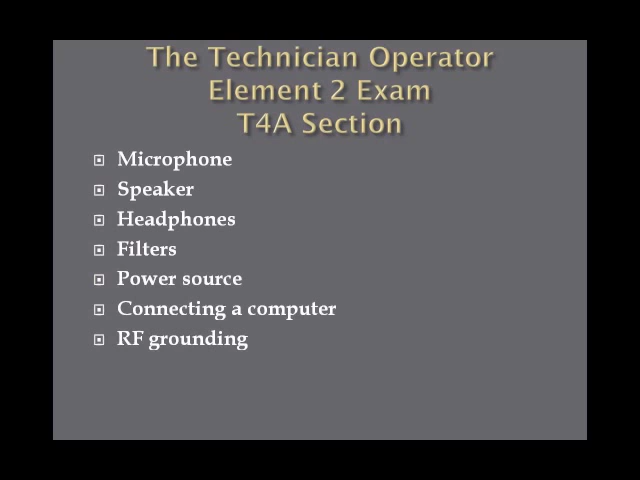 The Technician Operator
Element 2 Exam
T4A Section
Microphone
Speaker
Headphones
Filters
Power source
Connecting a computer
RF grounding